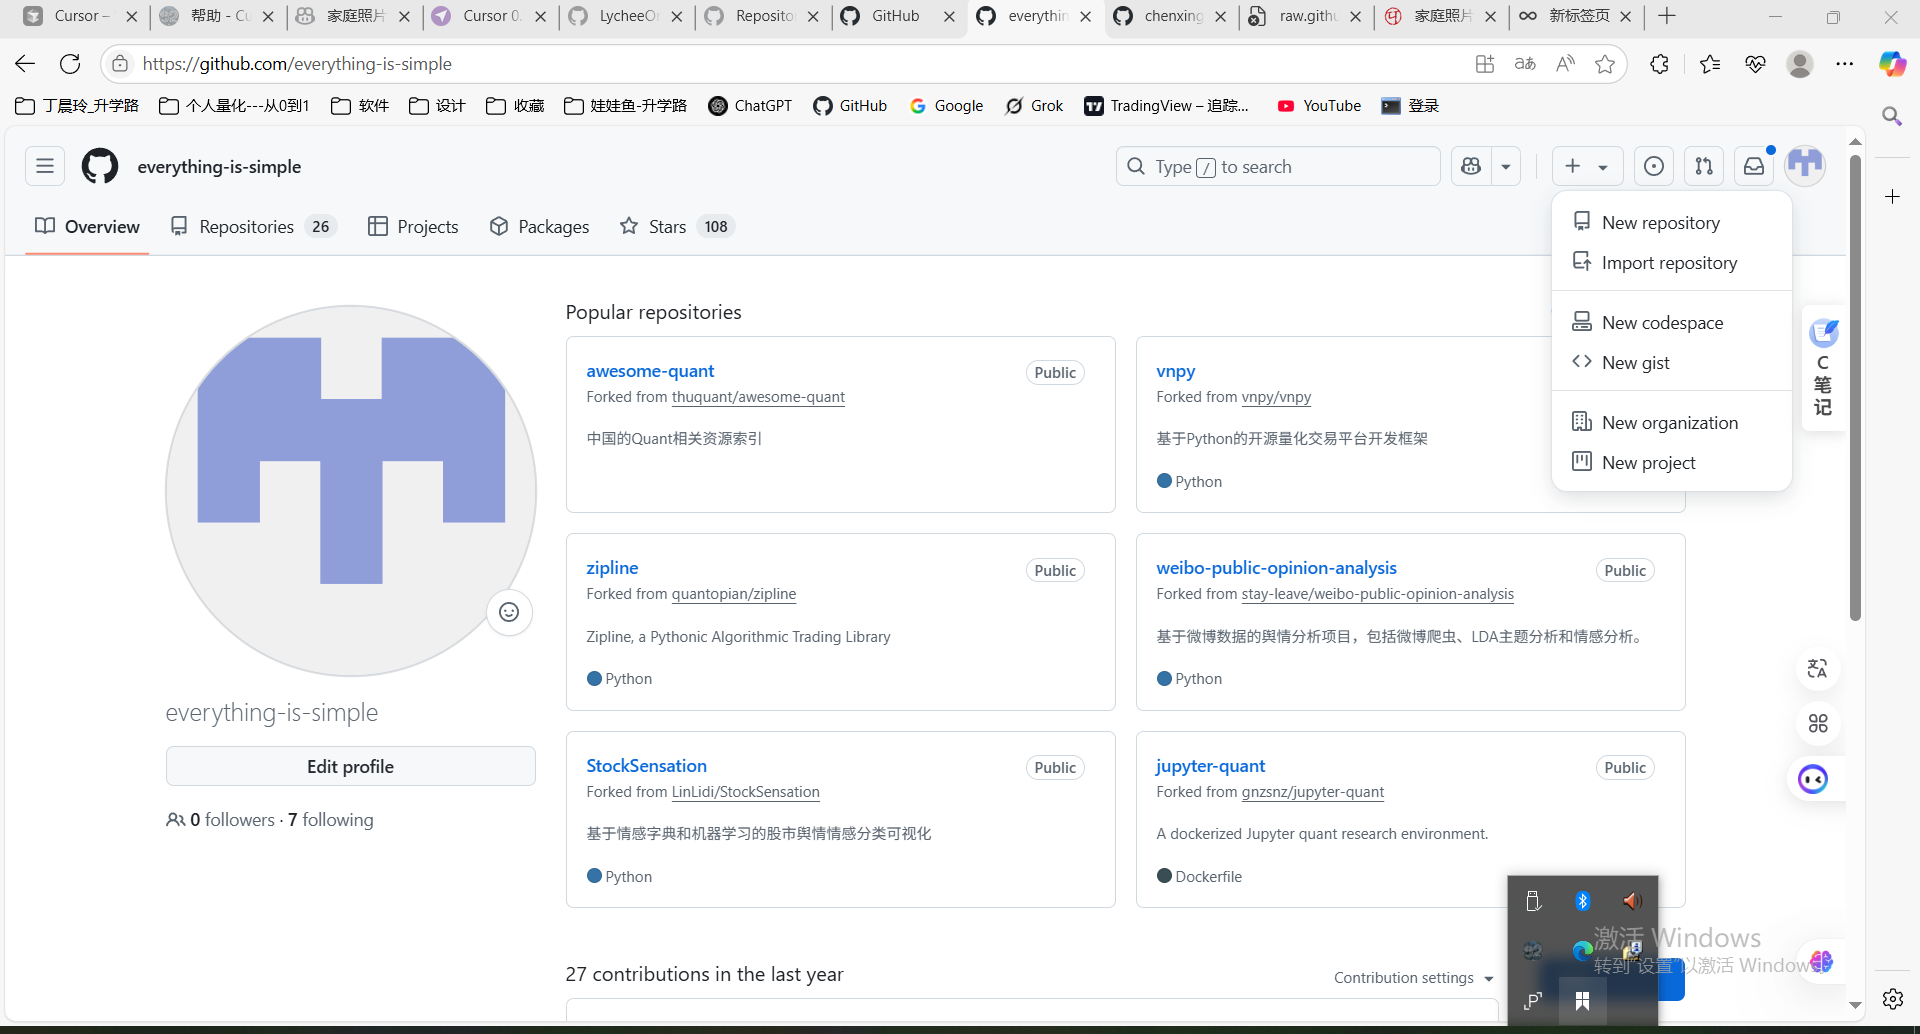 Cursor –
帮助 - Cu
家庭照片
Cursor 0.
LycheeOr
Repositor
GitHub
everythin
chenxing
raw.githu
家庭照片
新标签页
https://github.com/everything-is-simple
丁晨玲_升学路
个人量化---从0到1
软件
设计
收藏
娃娃鱼-升学路
ChatGPT
GitHub
Google
Grok
TradingView – 追踪...
YouTube
登录
everything-is-simple
Type / to search
Overview
Repositories 26
Projects
Packages
Stars 108
New repository
Import repository
New codespace
New gist
New organization
New project
C
笔
记
everything-is-simple
Edit profile
0 followers · 7 following
Popular repositories
awesome-quant
Public
Forked from thuquant/awesome-quant
中国的Quant相关资源索引
vnpy
Forked from vnpy/vnpy
基于Python的开源量化交易平台开发框架
Python
zipline
Public
Forked from quantopian/zipline
Zipline, a Pythonic Algorithmic Trading Library
Python
weibo-public-opinion-analysis
Public
Forked from stay-leave/weibo-public-opinion-analysis
基于微博数据的舆情分析项目，包括微博爬虫、LDA主题分析和情感分析。
Python
StockSensation
Public
Forked from LinLidi/StockSensation
基于情感字典和机器学习的股市舆情情感分类可视化
Python
jupyter-quant
Public
Forked from gnzsnz/jupyter-quant
A dockerized Jupyter quant research environment.
Dockerfile
27 contributions in the last year
Contribution settings
激活 Windows
转到"设置"以激活 Windows。